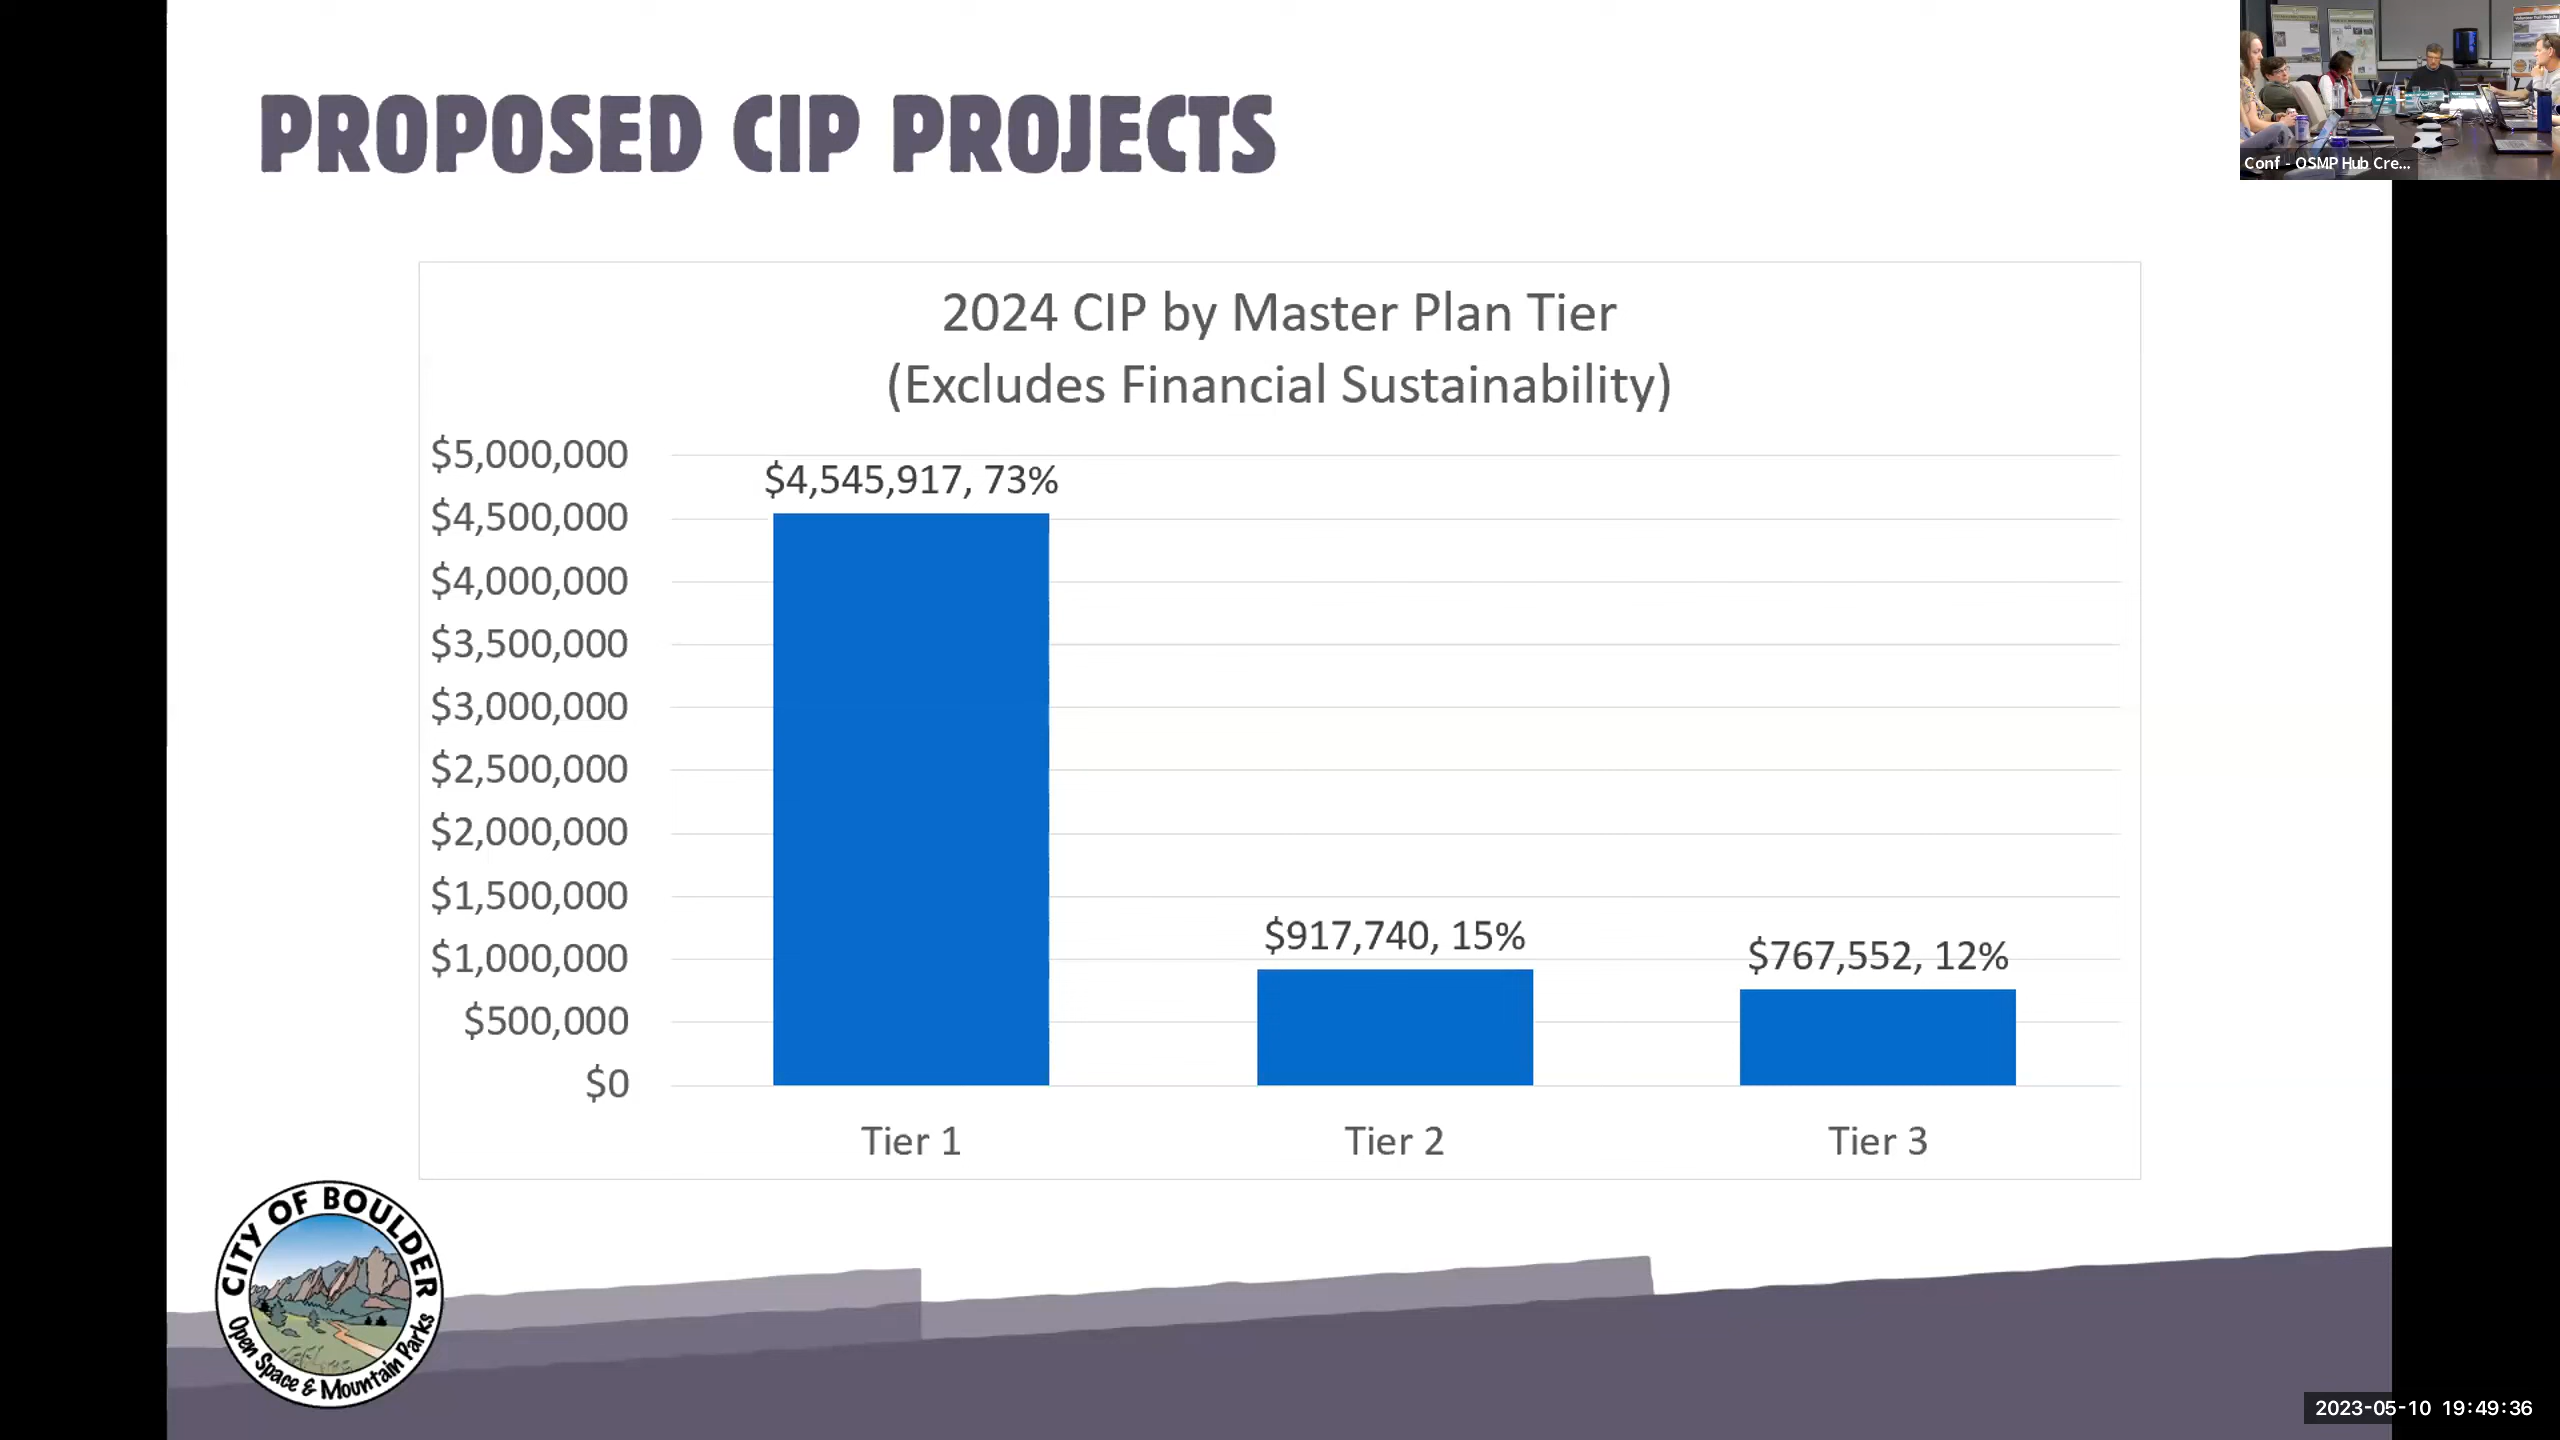 PROPOSED CIP PROJECTS
Conf - OSMP Hub Cre...
2024 CIP by Master Plan Tier
(Excludes Financial Sustainability)
$5,000,000
$4,545,917, 73%
$4,500,000
$4,000,000
$3,500,000
$3,000,000
$2,500,000
$2,000,000
$1,500,000
$917,740, 15%
$767,552, 12%
$1,000,000
$500,000
$0
Tier 1
Tier 2
Tier 3
CITY OF BOULDER
Open Space & Mountain Parks
2023-05-10 19:49:36